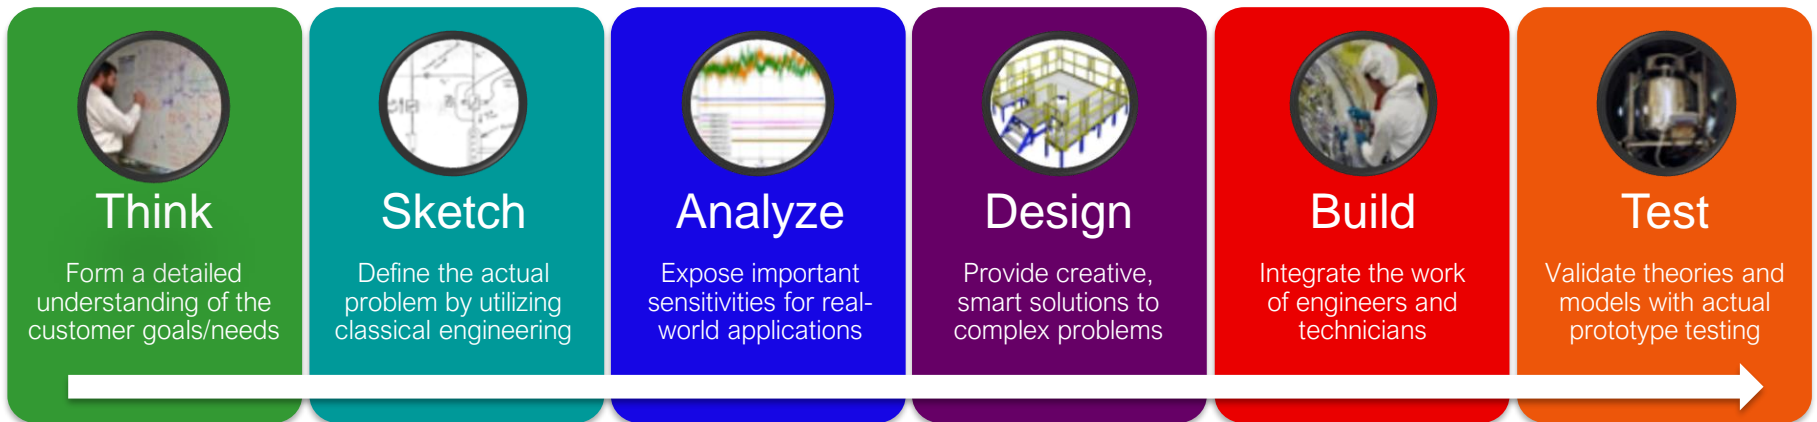 Think
Form a detailed
understanding of the
customer goals/needs
Sketch
Define the actual
problem by utilizing
classical engineering
Analyze
Expose important
sensitivities for real-
world applications
Design
Provide creative,
smart solutions to
complex problems
Build
Integrate the work
of engineers and
technicians
Test
Validate theories and
models with actual
prototype testing